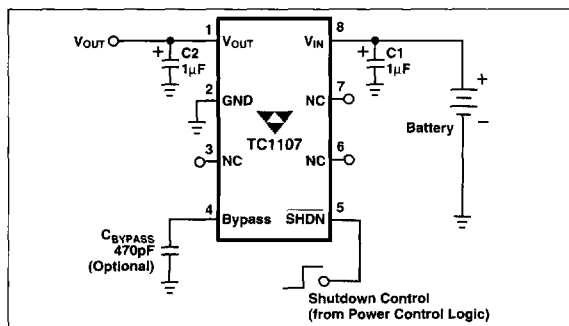 1
8
VOUT
VOUT
VIN
+
C2
1µF
+
C1
1µF
2
GND
7
NC
+
–
Battery
TC1107
3
NC
6
NC
4
Bypass
5
SHDN
CBYPASS
470pF
(Optional)
Shutdown Control
(from Power Control Logic)